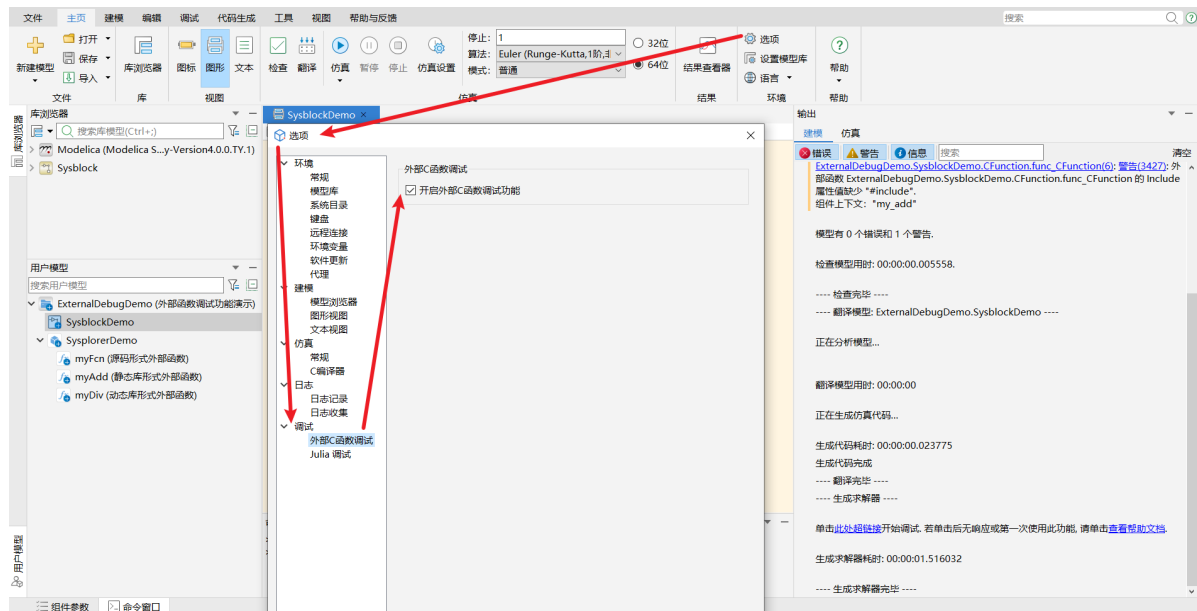 文件 主页 建模 编辑 调试 代码生成 工具 视图 帮助与反馈 搜索
新建模型 打开 保存 导入 库浏览器 图标 图形 文本 检查 翻译 仿真 暂停 停止 仿真设置
停止: 1
算法: Euler (Runge-Kutta,1阶,
模式: 普通
32位
64位
结果查看器
选项
设置模型库
语言
帮助
文件 库 视图 仿真 结果 环境 帮助
库浏览器
库浏览器
搜索库模型(Ctrl+;)
Modelica (Modelica S...y-Version4.0.0.TY.1)
Sysblock
用户模型
搜索用户模型
ExternalDebugDemo (外部函数调试功能演示)
SysblockDemo
SysplorerDemo
myFcn (源码形式外部函数)
myAdd (静态库形式外部函数)
myDiv (动态库形式外部函数)
用户模型
组件参数 命令窗口
SysblockDemo ×
选项
环境
常规
模型库
系统目录
键盘
远程连接
环境变量
软件更新
代理
建模
模型浏览器
图形视图
文本视图
仿真
常规
C编译器
日志
日志记录
日志收集
调试
外部C函数调试
Julia 调试
外部C函数调试
开启外部C函数调试功能
输出
建模 仿真
错误 警告 信息 搜索 清空
ExternalDebugDemo.SysblockDemo.CFunction.func_CFunction(6): 警告(3427): 外
部函数 ExternalDebugDemo.SysblockDemo.CFunction.func_CFunction 的 Include
属性值缺少 "#include".
组件上下文: "my_add"
模型有 0 个错误和 1 个警告.
检查模型用时: 00:00:00.005558.
---- 检查完毕 ----
---- 翻译模型: ExternalDebugDemo.SysblockDemo ----
正在分析模型...
翻译模型用时: 00:00:00
正在生成仿真代码...
生成代码耗时: 00:00:00.023775
生成代码完成
---- 翻译完毕 ----
---- 生成求解器 ----
单击此处超链接开始调试. 若单击后无响应或第一次使用此功能, 请单击查看帮助文档.
生成求解器耗时: 00:00:01.516032
---- 生成求解器完毕 ----